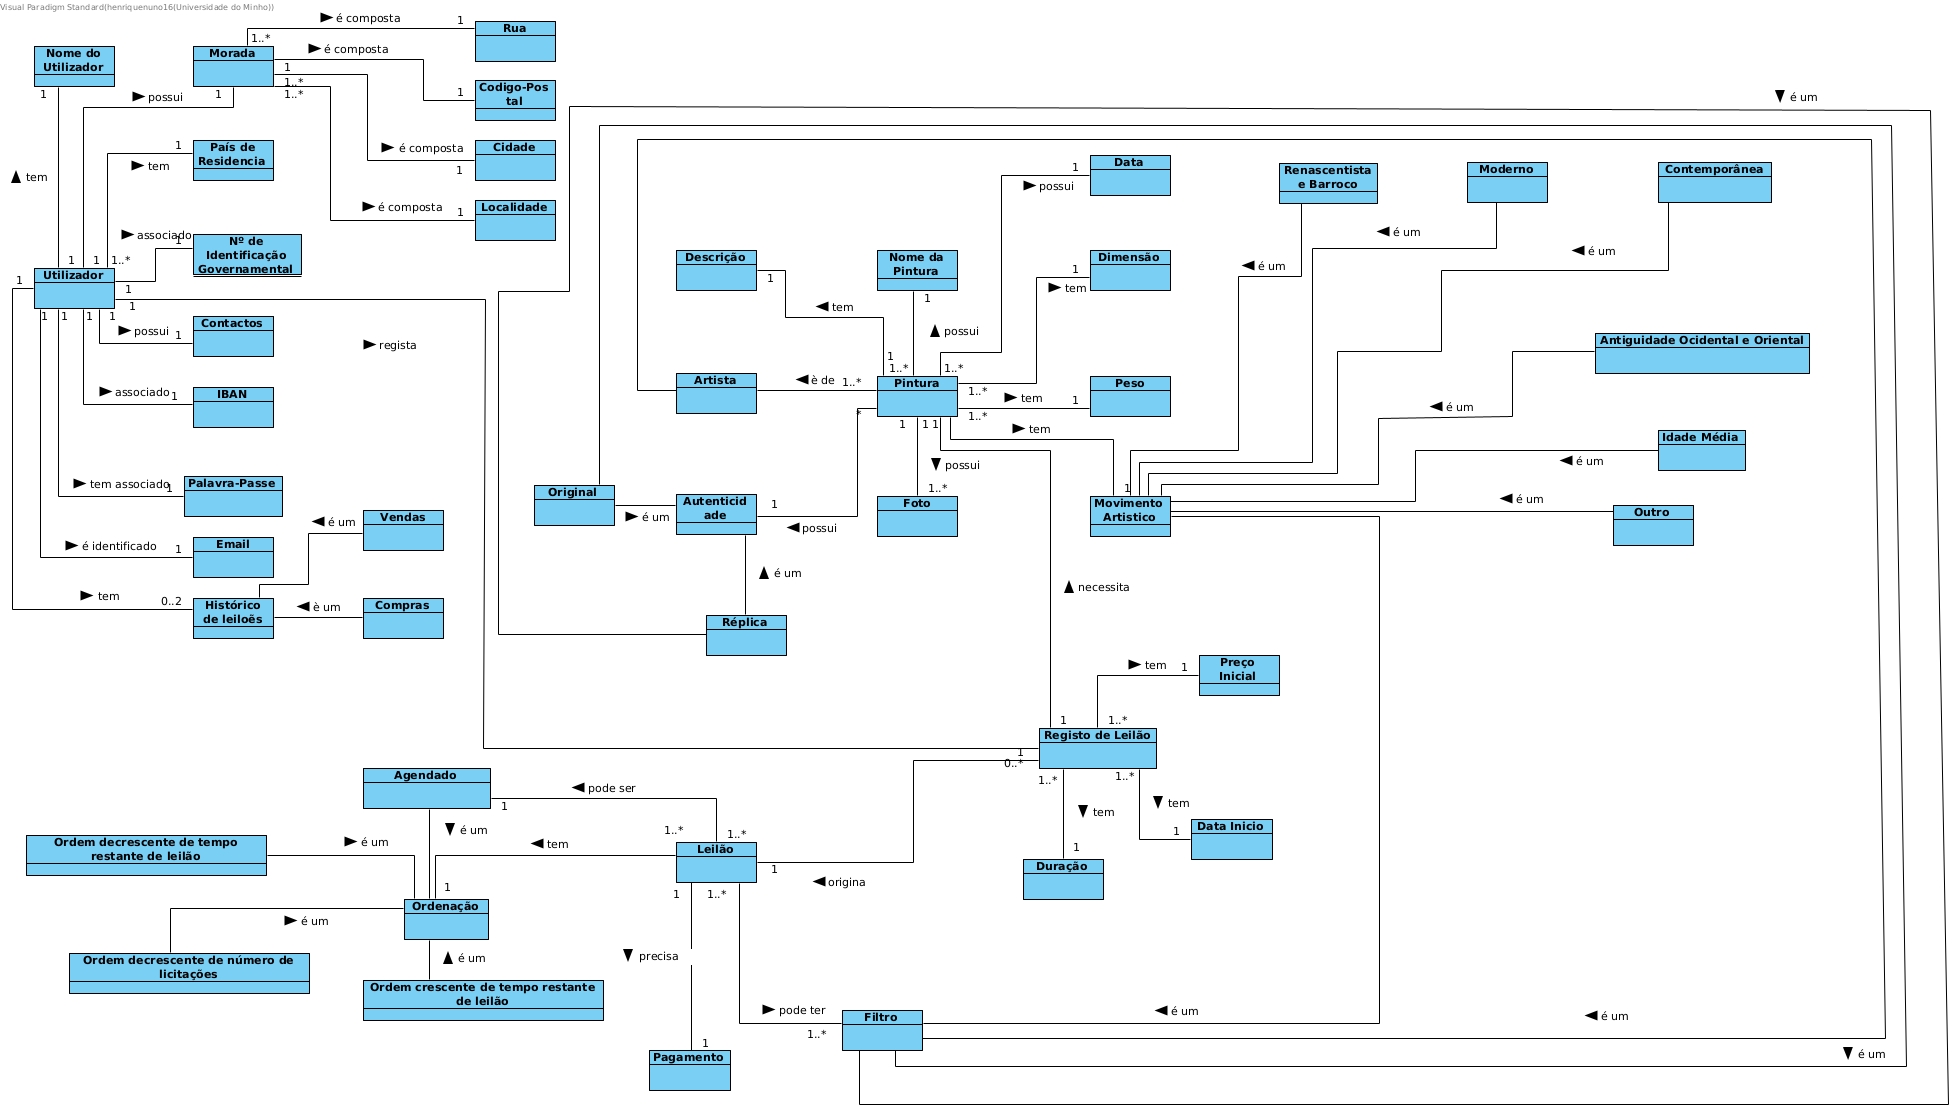 Visual Paradigm Standard(henriquenuno16(Universidade do Minho))
é composta
1
Rua
1..*
Nome do
Utilizador
Morada
é composta
1
1..*
1..*
1
Codigo-Pos
tal
1
possui
1
é um
País de
Residencia
1
tem
é composta
1
Cidade
tem
é composta
1
Localidade
associado
1
Nº de
Identificação
Governamental
1
1
1..*
Utilizador
1
1
1
1
1
1
1
possui
1
Contactos
regista
associado
1
IBAN
tem associado
1
Palavra-Passe
é identificado
1
Email
tem
0..2
Histórico
de leiloẽs
é um
Vendas
è um
Compras
Data
1
possui
Renascentista
e Barroco
Moderno
Contemporânea
é um
é um
é um
Descrição
1
Nome da
Pintura
1
Dimensão
1
tem
tem
possui
1
1..*
1..*
Antiguidade Ocidental e Oriental
é um
Artista
è de
1..*
Pintura
1..*
tem
1
Peso
*
1
1
1
1..*
tem
Idade Média
é um
possui
1..*
Foto
Original
é um
Autenticid
ade
1
possui
1
Movimento
Artistico
é um
Outro
é um
necessita
Réplica
tem
1
Preço
Inicial
1
1..*
Registo de Leilão
1
0..*
1..*
1..*
tem
tem
1
Data Inicio
1
Duração
Agendado
1
pode ser
é um
1..*
1..*
Leilão
1
origina
tem
Ordem decrescente de tempo
restante de leilão
é um
1
Ordenação
1
1..*
é um
Ordem decrescente de número de
licitações
é um
Ordem crescente de tempo restante
de leilão
precisa
1
Pagamento
pode ter
1..*
Filtro
é um
é um
é um